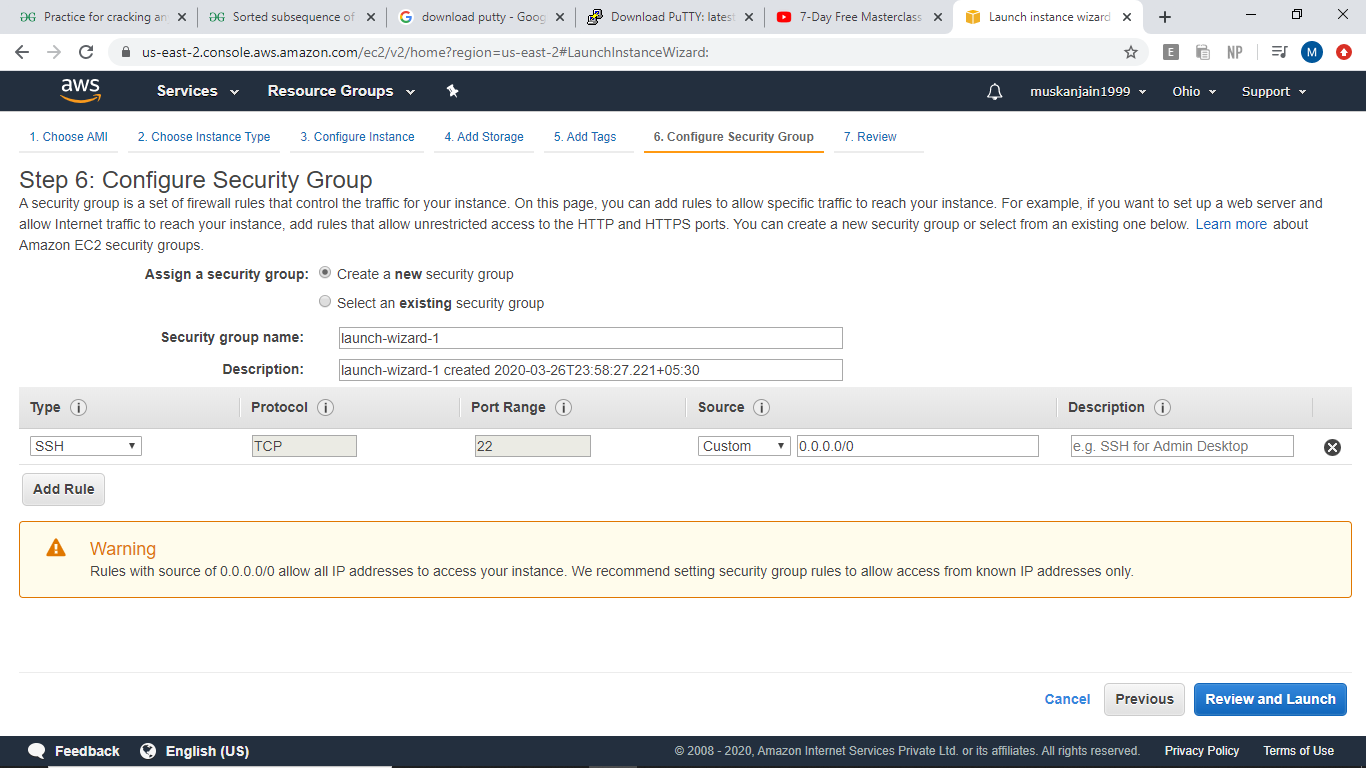 Practice for cracking an
Sorted subsequence of
download putty - Goog
Download PuTTY: latest
7-Day Free Masterclass
Launch instance wizard
us-east-2.console.aws.amazon.com/ec2/v2/home?region=us-east-2#LaunchInstanceWizard:
E
NP
M
aws
Services
Resource Groups
muskanjain1999
Ohio
Support
1. Choose AMI
2. Choose Instance Type
3. Configure Instance
4. Add Storage
5. Add Tags
6. Configure Security Group
7. Review
Step 6: Configure Security Group
A security group is a set of firewall rules that control the traffic for your instance. On this page, you can add rules to allow specific traffic to reach your instance. For example, if you want to set up a web server and
allow Internet traffic to reach your instance, add rules that allow unrestricted access to the HTTP and HTTPS ports. You can create a new security group or select from an existing one below. Learn more about
Amazon EC2 security groups.
Assign a security group: Create a new security group
Select an existing security group
Security group name: launch-wizard-1
Description: launch-wizard-1 created 2020-03-26T23:58:27.221+05:30
Type i Protocol i Port Range i Source i Description i
SSH TCP 22 Custom 0.0.0.0/0 e.g. SSH for Admin Desktop
Add Rule
Warning
Rules with source of 0.0.0.0/0 allow all IP addresses to access your instance. We recommend setting security group rules to allow access from known IP addresses only.
Cancel Previous Review and Launch
Feedback English (US) © 2008 - 2020, Amazon Internet Services Private Ltd. or its affiliates. All rights reserved. Privacy Policy Terms of Use